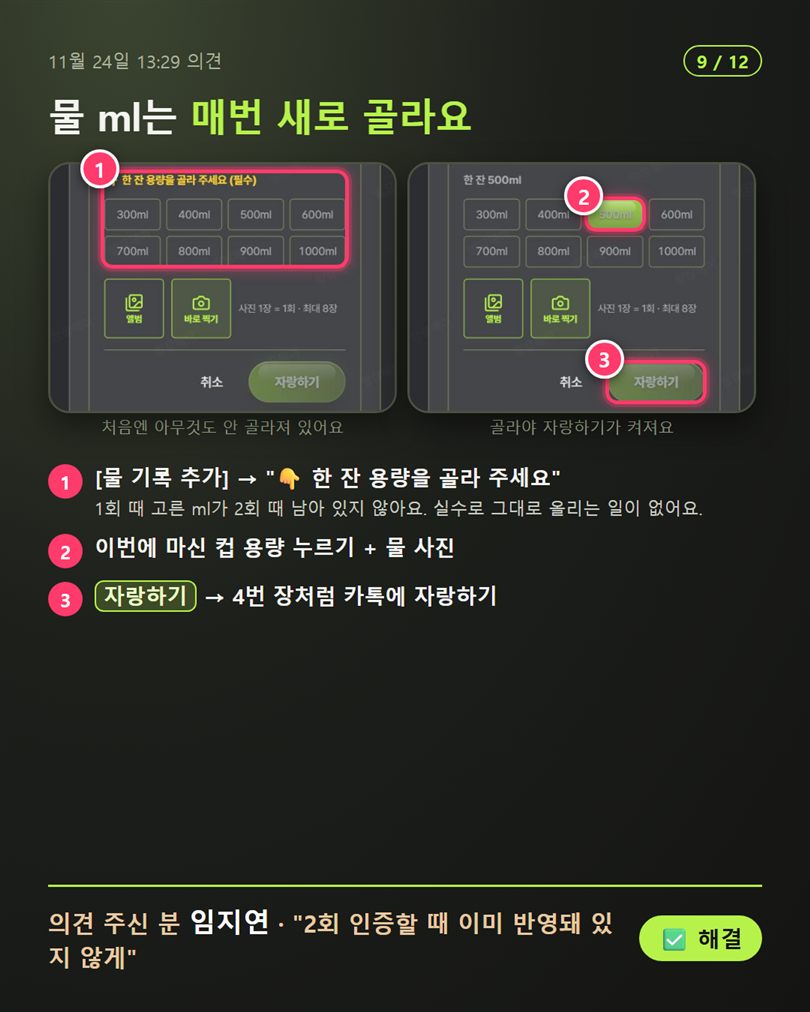 11월 24일 13:29 의견
9 / 12
물 ml는 매번 새로 골라요
1
한 잔 용량을 골라 주세요 (필수)
300ml 400ml 500ml 600ml
700ml 800ml 900ml 1000ml
앨범 바로 찍기 사진 1장 = 1회 · 최대 8장
취소 자랑하기
한 잔 500ml
2
300ml 400ml 500ml 600ml
700ml 800ml 900ml 1000ml
앨범 바로 찍기 사진 1장 = 1회 · 최대 8장
3
취소 자랑하기
처음엔 아무것도 안 골라져 있어요
골라야 자랑하기가 켜져요
1 [물 기록 추가] → "👇 한 잔 용량을 골라 주세요"
1회 때 고른 ml가 2회 때 남아 있지 않아요. 실수로 그대로 올리는 일이 없어요.
2 이번에 마신 컵 용량 누르기 + 물 사진
3 자랑하기 → 4번 장처럼 카톡에 자랑하기
의견 주신 분 임지연 · "2회 인증할 때 이미 반영돼 있
지 않게"
✅ 해결